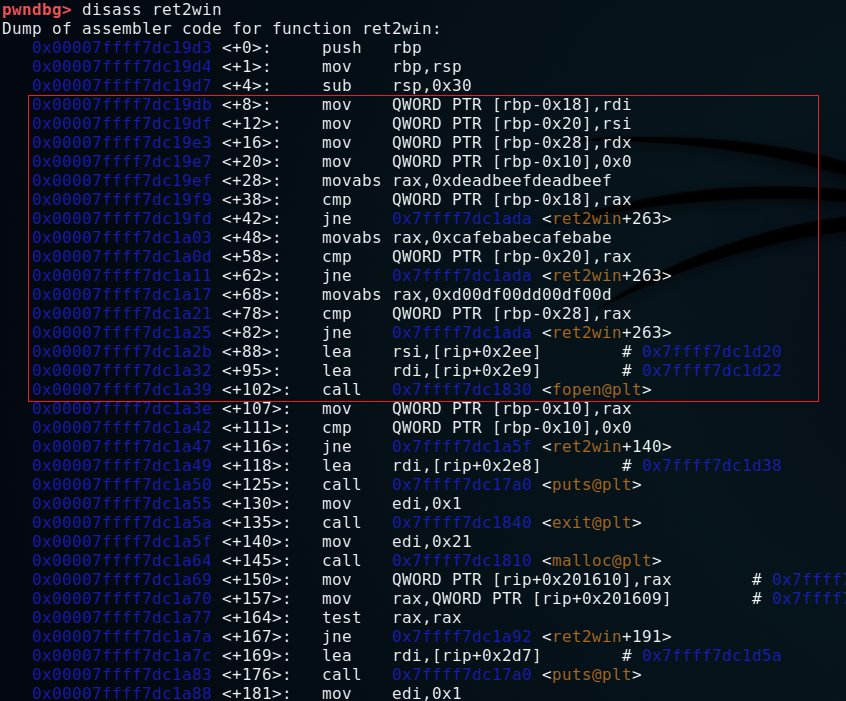 pwndbg> disass ret2win
Dump of assembler code for function ret2win:
0x00007ffff7dc19d3 <+0>: push rbp
0x00007ffff7dc19d4 <+1>: mov rbp,rsp
0x00007ffff7dc19d7 <+4>: sub rsp,0x30
0x00007ffff7dc19db <+8>: mov QWORD PTR [rbp-0x18],rdi
0x00007ffff7dc19df <+12>: mov QWORD PTR [rbp-0x20],rsi
0x00007ffff7dc19e3 <+16>: mov QWORD PTR [rbp-0x28],rdx
0x00007ffff7dc19e7 <+20>: mov QWORD PTR [rbp-0x10],0x0
0x00007ffff7dc19ef <+28>: movabs rax,0xdeadbeefdeadbeef
0x00007ffff7dc19f9 <+38>: cmp QWORD PTR [rbp-0x18],rax
0x00007ffff7dc19fd <+42>: jne 0x7ffff7dc1ada <ret2win+263>
0x00007ffff7dc1a03 <+48>: movabs rax,0xcafebabecafebabe
0x00007ffff7dc1a0d <+58>: cmp QWORD PTR [rbp-0x20],rax
0x00007ffff7dc1a11 <+62>: jne 0x7ffff7dc1ada <ret2win+263>
0x00007ffff7dc1a17 <+68>: movabs rax,0xd00df00dd00df00d
0x00007ffff7dc1a21 <+78>: cmp QWORD PTR [rbp-0x28],rax
0x00007ffff7dc1a25 <+82>: jne 0x7ffff7dc1ada <ret2win+263>
0x00007ffff7dc1a2b <+88>: lea rsi,[rip+0x2ee] # 0x7ffff7dc1d20
0x00007ffff7dc1a32 <+95>: lea rdi,[rip+0x2e9] # 0x7ffff7dc1d22
0x00007ffff7dc1a39 <+102>: call 0x7ffff7dc1830 <fopen@plt>
0x00007ffff7dc1a3e <+107>: mov QWORD PTR [rbp-0x10],rax
0x00007ffff7dc1a42 <+111>: cmp QWORD PTR [rbp-0x10],0x0
0x00007ffff7dc1a47 <+116>: jne 0x7ffff7dc1a5f <ret2win+140>
0x00007ffff7dc1a49 <+118>: lea rdi,[rip+0x2e8] # 0x7ffff7dc1d38
0x00007ffff7dc1a50 <+125>: call 0x7ffff7dc17a0 <puts@plt>
0x00007ffff7dc1a55 <+130>: mov edi,0x1
0x00007ffff7dc1a5a <+135>: call 0x7ffff7dc1840 <exit@plt>
0x00007ffff7dc1a5f <+140>: mov edi,0x21
0x00007ffff7dc1a64 <+145>: call 0x7ffff7dc1810 <malloc@plt>
0x00007ffff7dc1a69 <+150>: mov QWORD PTR [rip+0x201610],rax # 0x7ffff
0x00007ffff7dc1a70 <+157>: mov rax,QWORD PTR [rip+0x201609] # 0x7ffff
0x00007ffff7dc1a77 <+164>: test rax,rax
0x00007ffff7dc1a7a <+167>: jne 0x7ffff7dc1a92 <ret2win+191>
0x00007ffff7dc1a7c <+169>: lea rdi,[rip+0x2d7] # 0x7ffff7dc1d5a
0x00007ffff7dc1a83 <+176>: call 0x7ffff7dc17a0 <puts@plt>
0x00007ffff7dc1a88 <+181>: mov edi,0x1